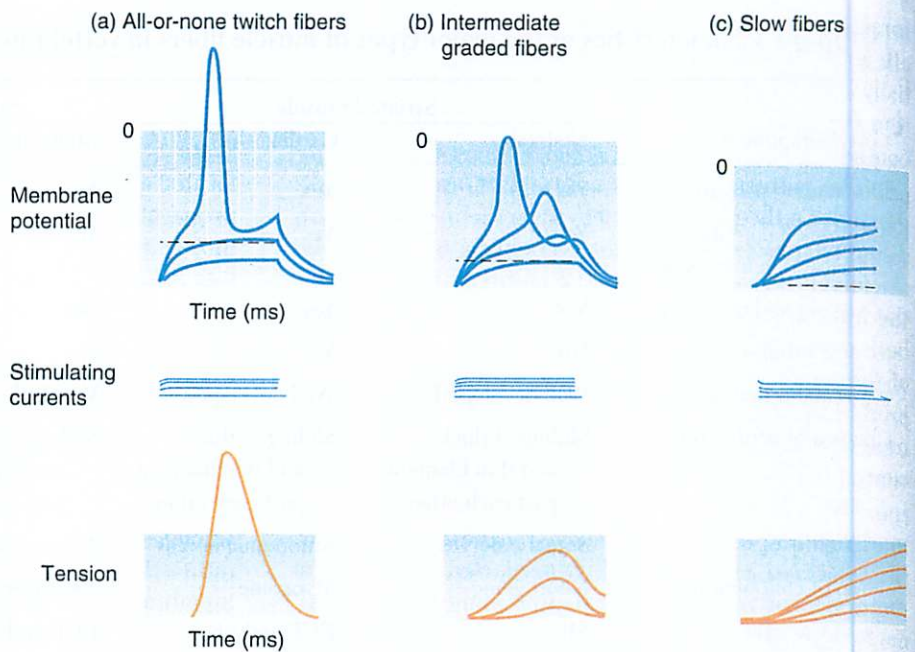 (a) All-or-none twitch fibers
(b) Intermediate
graded fibers
(c) Slow fibers
0
0
0
Membrane
potential
Time (ms)
Stimulating
currents
Tension
Time (ms)